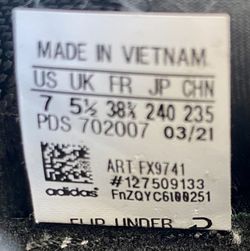 MADE IN VIETNAM
US UK FR JP CHN
7 5½ 38⅔ 240 235
PDS 702007 03/21
ART FX9741
#127509133
adidas FnZQYC6I00251
FLIP UNDER